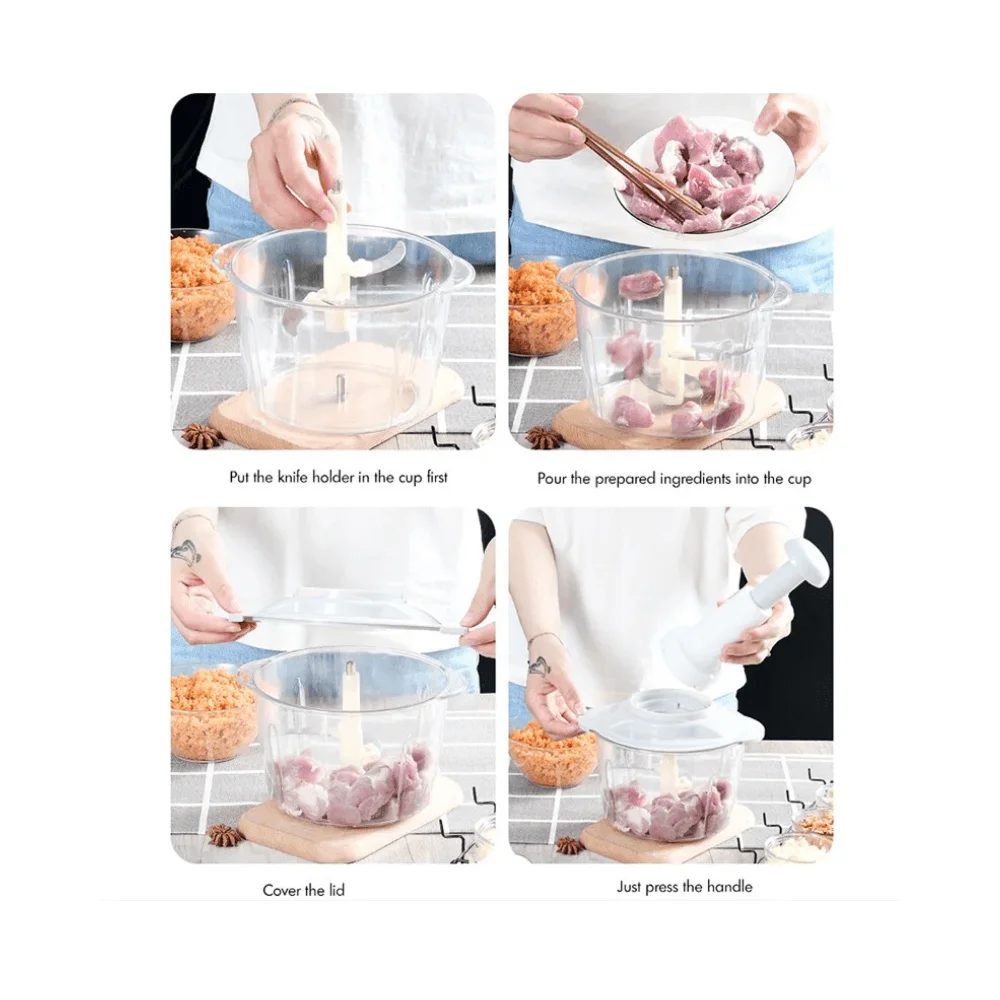 Put the knife holder in the cup first
Pour the prepared ingredients into the cup
Cover the lid
Just press the handle